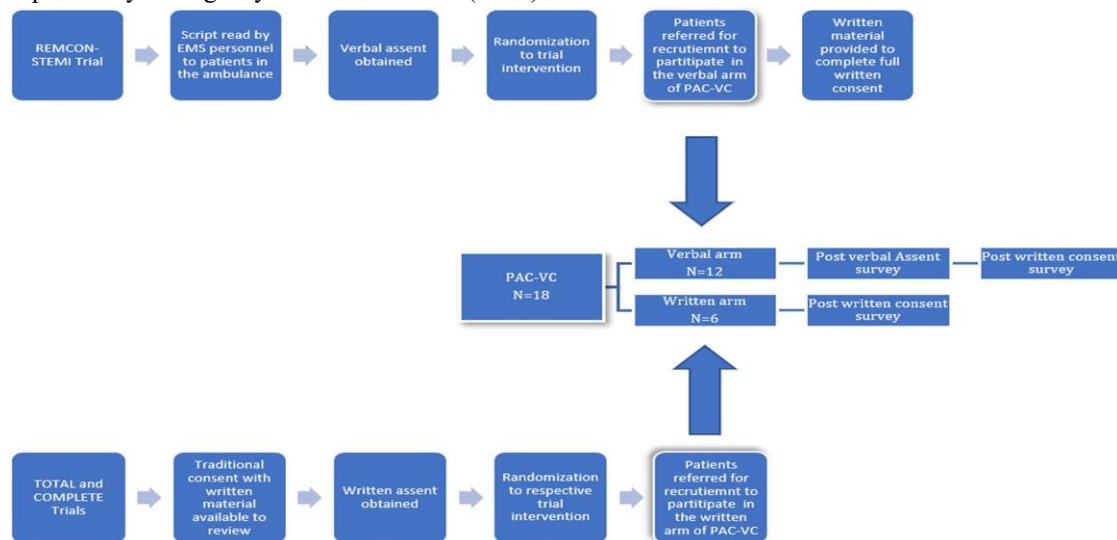 REMCON-
STEMI Trial
Script read by
EMS personnel
to patients in
the ambulance
Verbal assent
obtained
Randomization
to trial
intervention
Patients
referred for
recrutiemnt to
partitipate in
the verbal arm
of PAC-VC
Written
material
provided to
complete full
written
consent
PAC-VC
N=18
Verbal arm
N=12
Post verbal Assent
survey
Post written consent
survey
Written arm
N=6
Post written consent
survey
TOTAL and
COMPLETE
Trials
Traditional
consent with
written
material
available to
review
Written assent
obtained
Randomization
to respective
trial
intervention
Patients
referred for
recrutiemnt to
partitipate in
the written
arm of PAC-VC